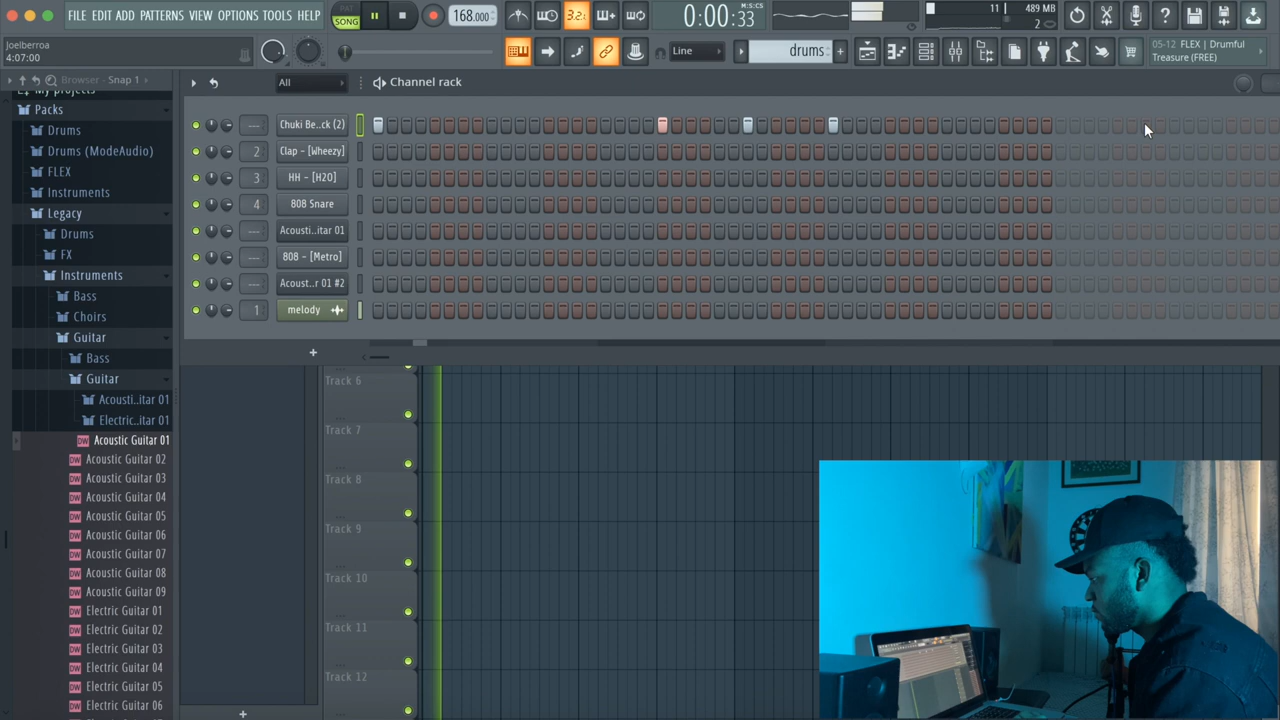 FILE EDIT ADD PATTERNS VIEW OPTIONS TOOLS HELP
PAT
SONG
168.000
3.2.
0:00:33
M:S:CS
11
489 MB
2
Joelberroa
4:07:00
Line
drums
05-12 FLEX | Drumful
Treasure (FREE)
Browser - Snap 1
All
Channel rack
My projects
Packs
Drums
Drums (ModeAudio)
FLEX
Instruments
Legacy
Drums
FX
Instruments
Bass
Choirs
Guitar
Bass
Guitar
Acousti..itar 01
Electric..itar 01
Acoustic Guitar 01
Acoustic Guitar 02
Acoustic Guitar 03
Acoustic Guitar 04
Acoustic Guitar 05
Acoustic Guitar 06
Acoustic Guitar 07
Acoustic Guitar 08
Acoustic Guitar 09
Electric Guitar 01
Electric Guitar 02
Electric Guitar 03
Electric Guitar 04
Electric Guitar 05
Electric Guitar 06
--- Chuki Be..ck (2)
2 Clap - [Wheezy]
3 HH - [H2O]
4 808 Snare
--- Acousti..itar 01
--- 808 - [Metro]
--- Acoust..r 01 #2
1 melody
Track 6
Track 7
Track 8
Track 9
Track 10
Track 11
Track 12